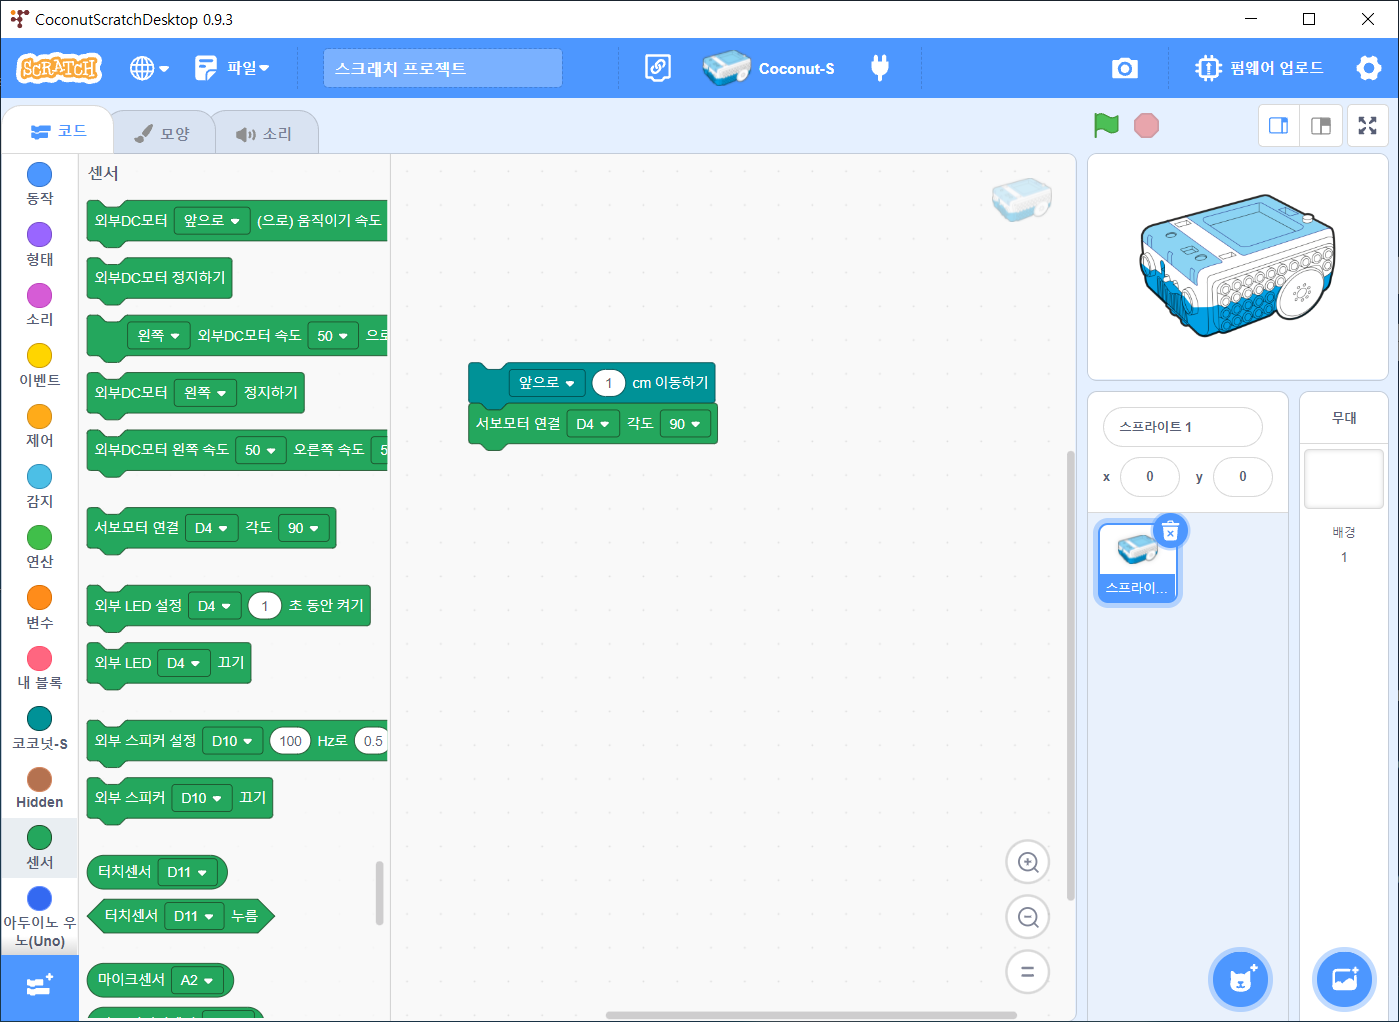 CoconutScratchDesktop 0.9.3
SCRATCH
파일
스크래치 프로젝트
Coconut-S
펌웨어 업로드
코드
모양
소리
동작
형태
소리
이벤트
제어
감지
연산
변수
내 블록
코코넛-S
Hidden
센서
아두이노 우
노(Uno)
센서
외부DC모터 앞으로 (으로) 움직이기 속도
외부DC모터 정지하기
왼쪽 외부DC모터 속도 50 으로
외부DC모터 왼쪽 정지하기
외부DC모터 왼쪽 속도 50 오른쪽 속도 5
서보모터 연결 D4 각도 90
외부 LED 설정 D4 1 초 동안 켜기
외부 LED D4 끄기
외부 스피커 설정 D10 100 Hz로 0.5
외부 스피커 D10 끄기
터치센서 D11
터치센서 D11 누름
마이크센서 A2
앞으로 1 cm 이동하기
서보모터 연결 D4 각도 90
스프라이트 1
x 0 y 0
스프라이...
무대
배경
1